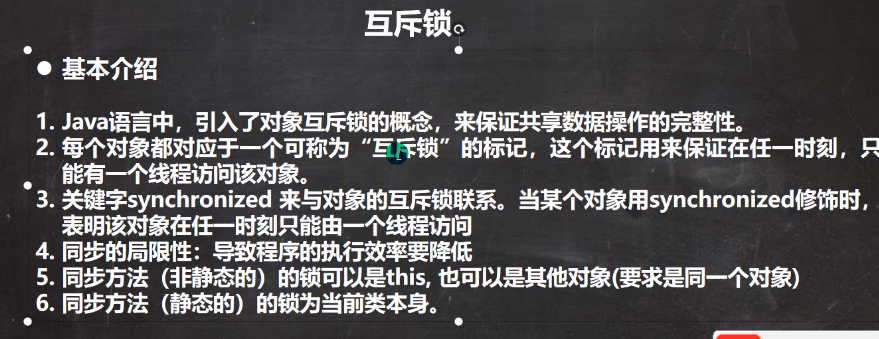 互斥锁
● 基本介绍
1. Java语言中，引入了对象互斥锁的概念，来保证共享数据操作的完整性。
2. 每个对象都对应于一个可称为“互斥锁”的标记，这个标记用来保证在任一时刻，只
能有一个线程访问该对象。
3. 关键字synchronized 来与对象的互斥锁联系。当某个对象用synchronized修饰时，
表明该对象在任一时刻只能由一个线程访问
4. 同步的局限性：导致程序的执行效率要降低
5. 同步方法（非静态的）的锁可以是this, 也可以是其他对象(要求是同一个对象)
6. 同步方法（静态的）的锁为当前类本身。